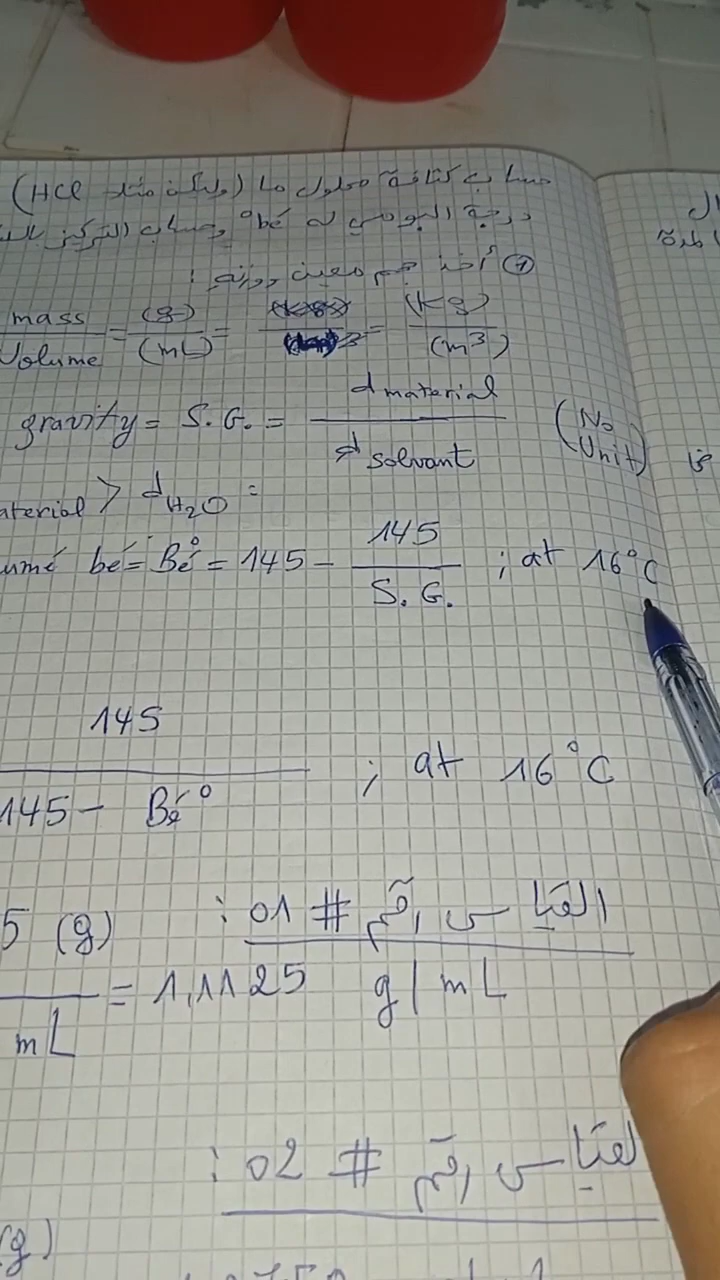 حساب كثافة محلول ما (وليكن مثلا HCl)
درجة البومي له bé° وحساب التركيز
① أخذ حجم معين ووزنه :
mass / Volume = (g) / (mL) = = (Kg) / (m³)
gravity = S.G. = d material / d solvant (No Unit)
material > d H₂O =
bé = Bé° = 145 - 145 / S.G. ; at 16°C
145 / 145 - Bé° ; at 16°C
القياس رقم # 01 :
5 (g) / mL = 1,1125 g/mL
القياس رقم # 02 :
(g)